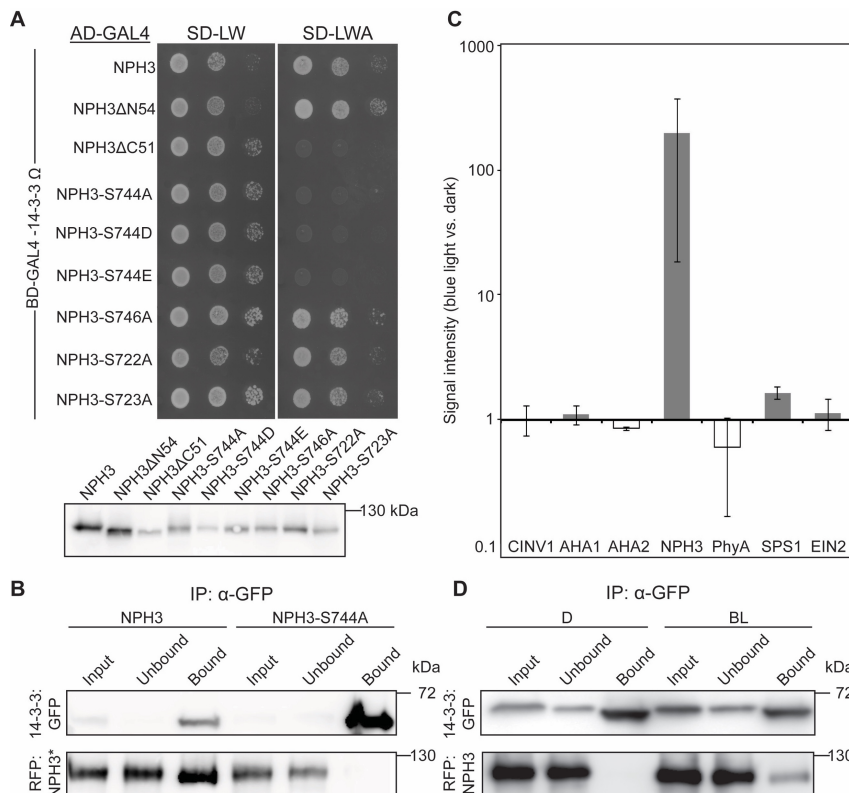 A
AD-GAL4 SD-LW SD-LWA
BD-GAL4 -14-3-3 Ω
NPH3
NPH3ΔN54
NPH3ΔC51
NPH3-S744A
NPH3-S744D
NPH3-S744E
NPH3-S746A
NPH3-S722A
NPH3-S723A
NPH3 NPH3ΔN54 NPH3ΔC51 NPH3-S744A NPH3-S744D NPH3-S744E NPH3-S746A NPH3-S722A NPH3-S723A
130 kDa
C
Signal intensity (blue light vs. dark)
1000
100
10
1
0.1
CINV1 AHA1 AHA2 NPH3 PhyA SPS1 EIN2
B
IP: α-GFP
NPH3 NPH3-S744A
Input Unbound Bound Input Unbound Bound
kDa
14-3-3:
GFP
72
RFP:
NPH3*
130
D
IP: α-GFP
D BL
Input Unbound Bound Input Unbound Bound
kDa
14-3-3:
GFP
72
RFP:
NPH3
130